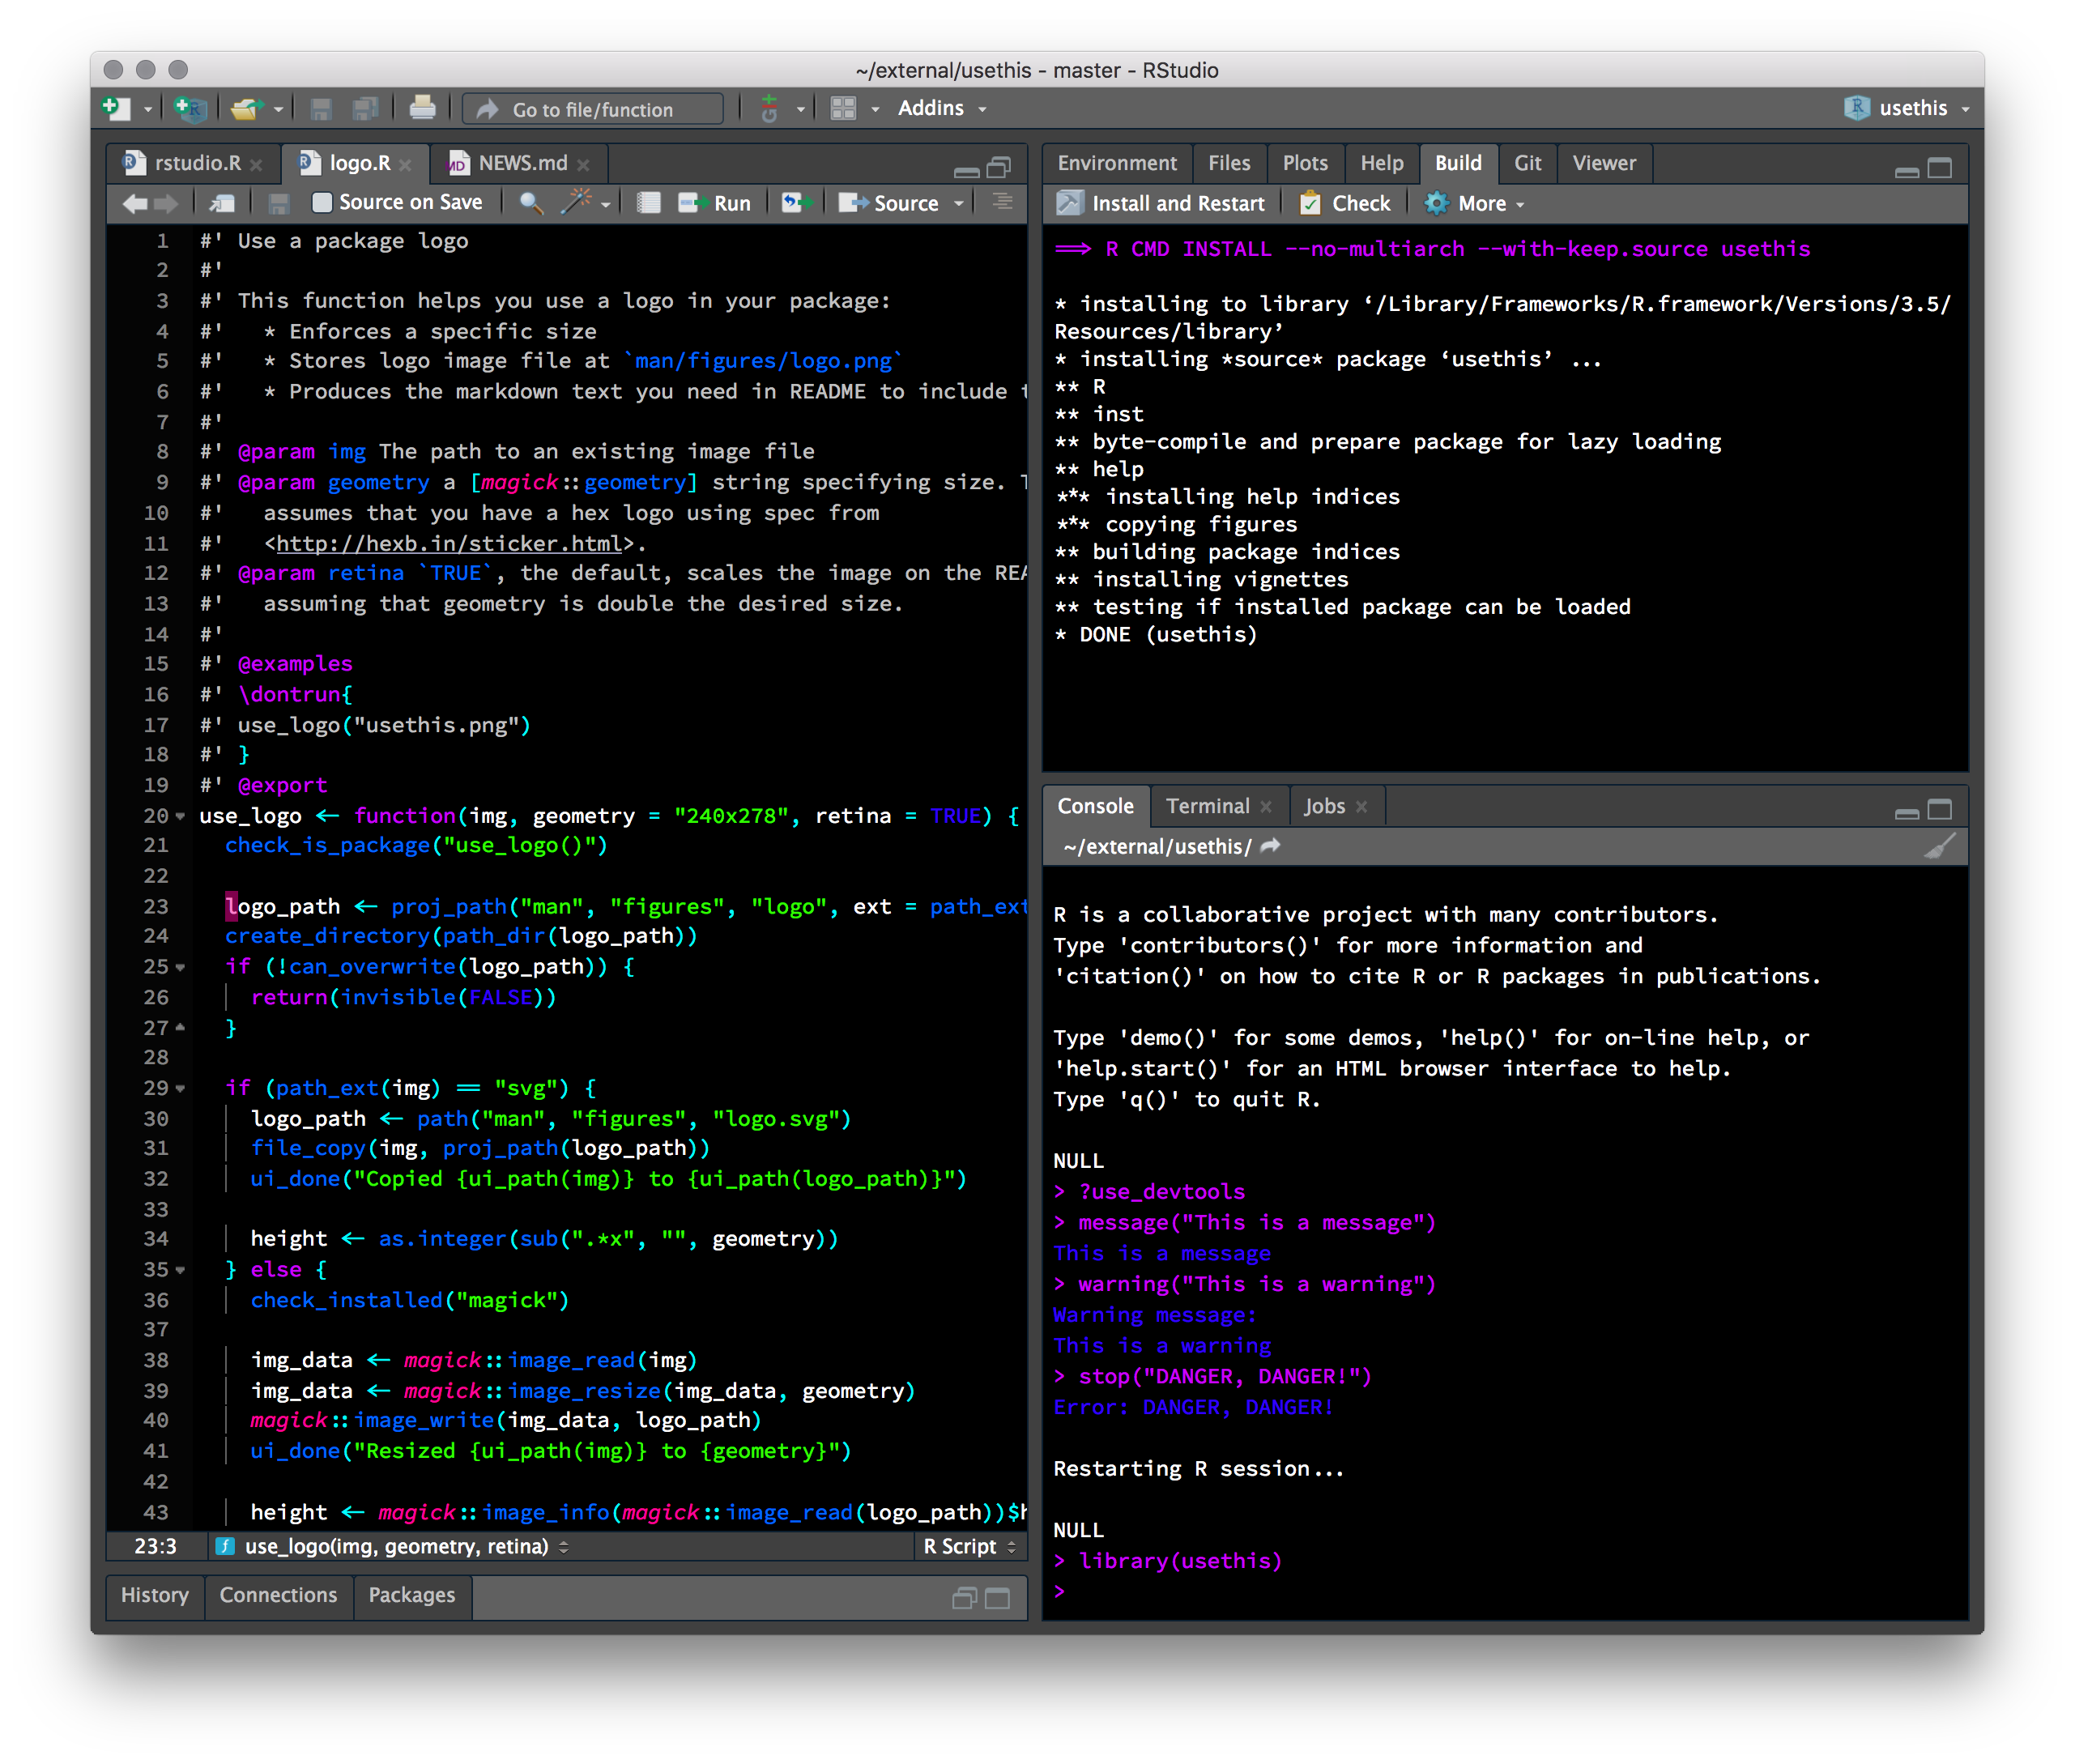 ~/external/usethis - master - RStudio
Go to file/function
Addins
usethis
rstudio.R
logo.R
NEWS.md
Source on Save
Run
Source
1 #' Use a package logo
2 #'
3 #' This function helps you use a logo in your package:
4 #'   * Enforces a specific size
5 #'   * Stores logo image file at `man/figures/logo.png`
6 #'   * Produces the markdown text you need in README to include
7 #'
8 #' @param img The path to an existing image file
9 #' @param geometry a [magick::geometry] string specifying size.
10 #'   assumes that you have a hex logo using spec from
11 #'   <http://hexb.in/sticker.html>.
12 #' @param retina `TRUE`, the default, scales the image on the
13 #'   assuming that geometry is double the desired size.
14 #'
15 #' @examples
16 #' \dontrun{
17 #' use_logo("usethis.png")
18 #' }
19 #' @export
20 use_logo <- function(img, geometry = "240x278", retina = TRUE) {
21   check_is_package("use_logo()")
22
23   logo_path <- proj_path("man", "figures", "logo", ext = path_ext
24   create_directory(path_dir(logo_path))
25   if (!can_overwrite(logo_path)) {
26     return(invisible(FALSE))
27   }
28
29   if (path_ext(img) == "svg") {
30     logo_path <- path("man", "figures", "logo.svg")
31     file_copy(img, proj_path(logo_path))
32     ui_done("Copied {ui_path(img)} to {ui_path(logo_path)}")
33
34     height <- as.integer(sub(".*x", "", geometry))
35   } else {
36     check_installed("magick")
37
38     img_data <- magick::image_read(img)
39     img_data <- magick::image_resize(img_data, geometry)
40     magick::image_write(img_data, logo_path)
41     ui_done("Resized {ui_path(img)} to {geometry}")
42
43     height <- magick::image_info(magick::image_read(logo_path))$h
23:3
use_logo(img, geometry, retina)
R Script
History
Connections
Packages
Environment
Files
Plots
Help
Build
Git
Viewer
Install and Restart
Check
More
==> R CMD INSTALL --no-multiarch --with-keep.source usethis

* installing to library ‘/Library/Frameworks/R.framework/Versions/3.5/
Resources/library’
* installing *source* package ‘usethis’ ...
** R
** inst
** byte-compile and prepare package for lazy loading
** help
*** installing help indices
*** copying figures
** building package indices
** installing vignettes
** testing if installed package can be loaded
* DONE (usethis)
Console
Terminal
Jobs
~/external/usethis/
R is a collaborative project with many contributors.
Type 'contributors()' for more information and
'citation()' on how to cite R or R packages in publications.

Type 'demo()' for some demos, 'help()' for on-line help, or
'help.start()' for an HTML browser interface to help.
Type 'q()' to quit R.

NULL
> ?use_devtools
> message("This is a message")
This is a message
> warning("This is a warning")
Warning message:
This is a warning
> stop("DANGER, DANGER!")
Error: DANGER, DANGER!

Restarting R session...

NULL
> library(usethis)
>